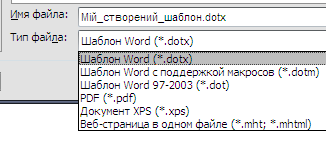 Имя файла: Мій_створений_шаблон.dotx
Тип файла: Шаблон Word (*.dotx)
Шаблон Word (*.dotx)
Шаблон Word с поддержкой макросов (*.dotm)
Шаблон Word 97-2003 (*.dot)
PDF (*.pdf)
Документ XPS (*.xps)
Веб-страница в одном файле (*.mht; *.mhtml)